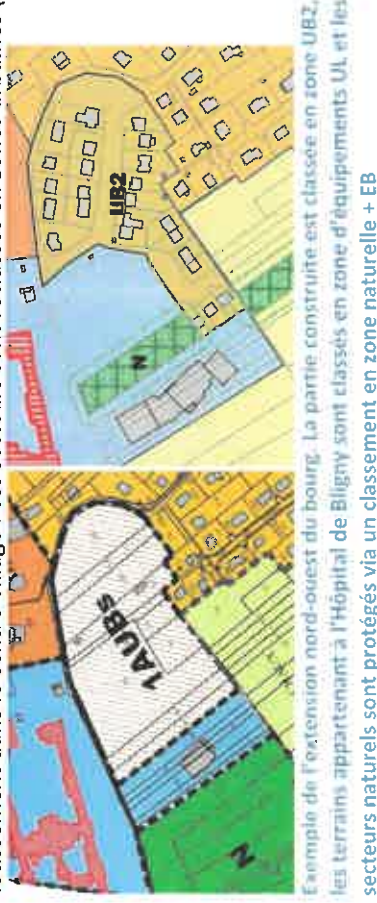 1AUBs
N
UB2
N
Exemple de l'extension nord-ouest du bourg. La partie construite est classée en zone UB2,
les terrains appartenant à l'Hôpital de Bligny sont classés en zone d'équipements UL et les
secteurs naturels sont protégés via un classement en zone naturelle + EB